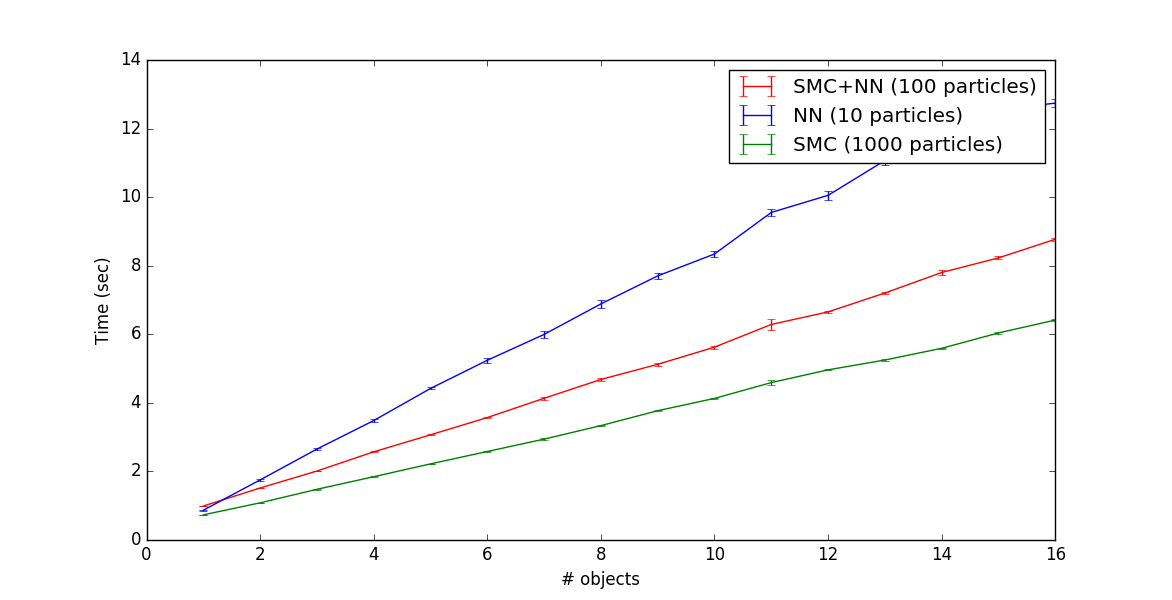 14
12
10
8
6
4
2
0
Time (sec)
SMC+NN (100 particles)
NN (10 particles)
SMC (1000 particles)
0 2 4 6 8 10 12 14 16
# objects